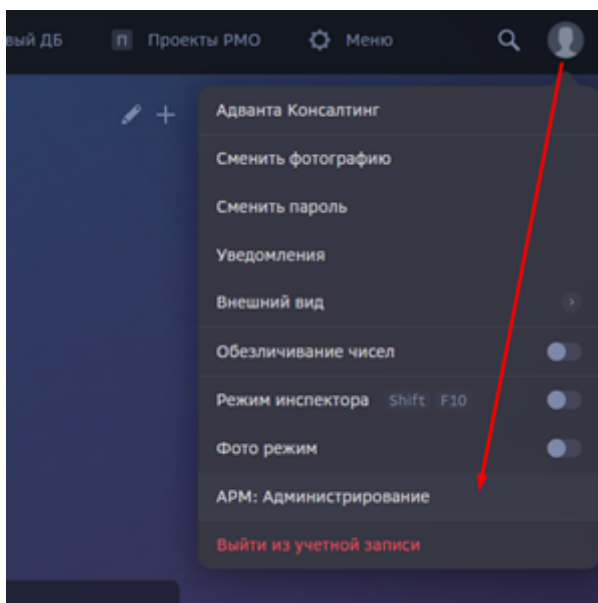 вый ДБ П Проекты РМО Меню
Адванта Консалтинг
Сменить фотографию
Сменить пароль
Уведомления
Внешний вид
Обезличивание чисел
Режим инспектора Shift F10
Фото режим
АРМ: Администрирование
Выйти из учетной записи